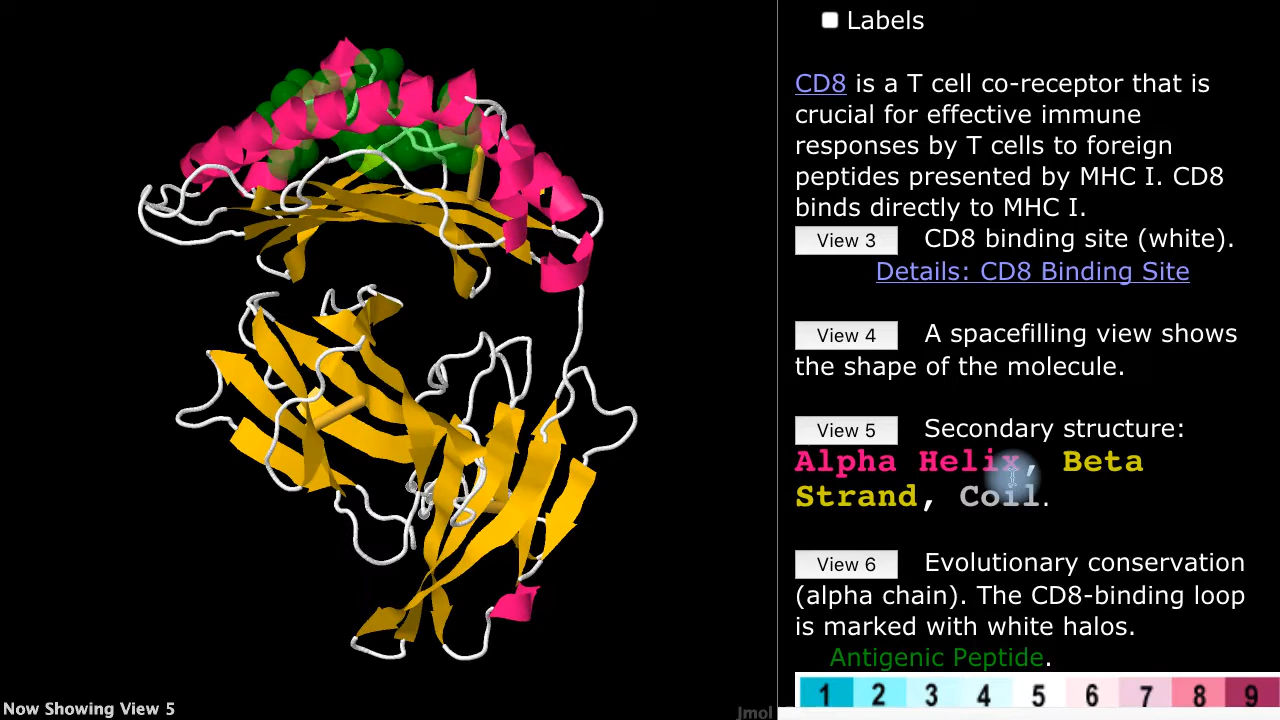 Labels
CD8 is a T cell co-receptor that is
crucial for effective immune
responses by T cells to foreign
peptides presented by MHC I. CD8
binds directly to MHC I.
View 3 CD8 binding site (white).
Details: CD8 Binding Site
View 4 A spacefilling view shows
the shape of the molecule.
View 5 Secondary structure:
Alpha Helix, Beta
Strand, Coil.
View 6 Evolutionary conservation
(alpha chain). The CD8-binding loop
is marked with white halos.
Antigenic Peptide.
1 2 3 4 5 6 7 8 9
Now Showing View 5
Jmol